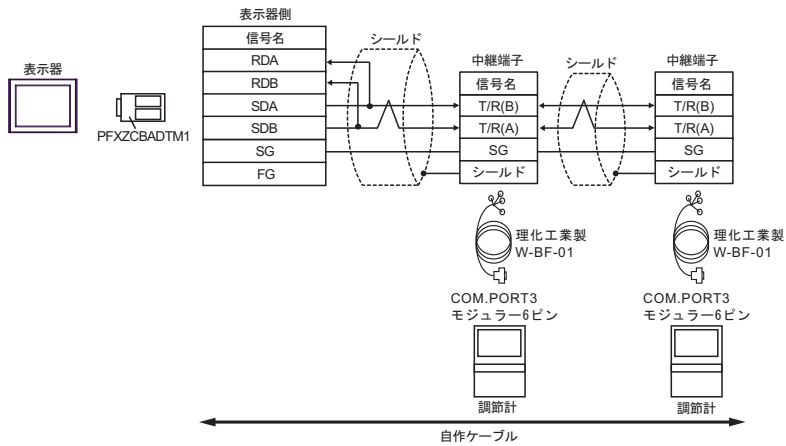 表示器側
信号名
RDA
RDB
SDA
SDB
SG
FG
表示器
PFXZCBADTM1
シールド
中継端子
信号名
T/R(B)
T/R(A)
SG
シールド
シールド
中継端子
信号名
T/R(B)
T/R(A)
SG
シールド
理化工業製
W-BF-01
COM.PORT3
モジュラー6ピン
調節計
理化工業製
W-BF-01
COM.PORT3
モジュラー6ピン
調節計
自作ケーブル